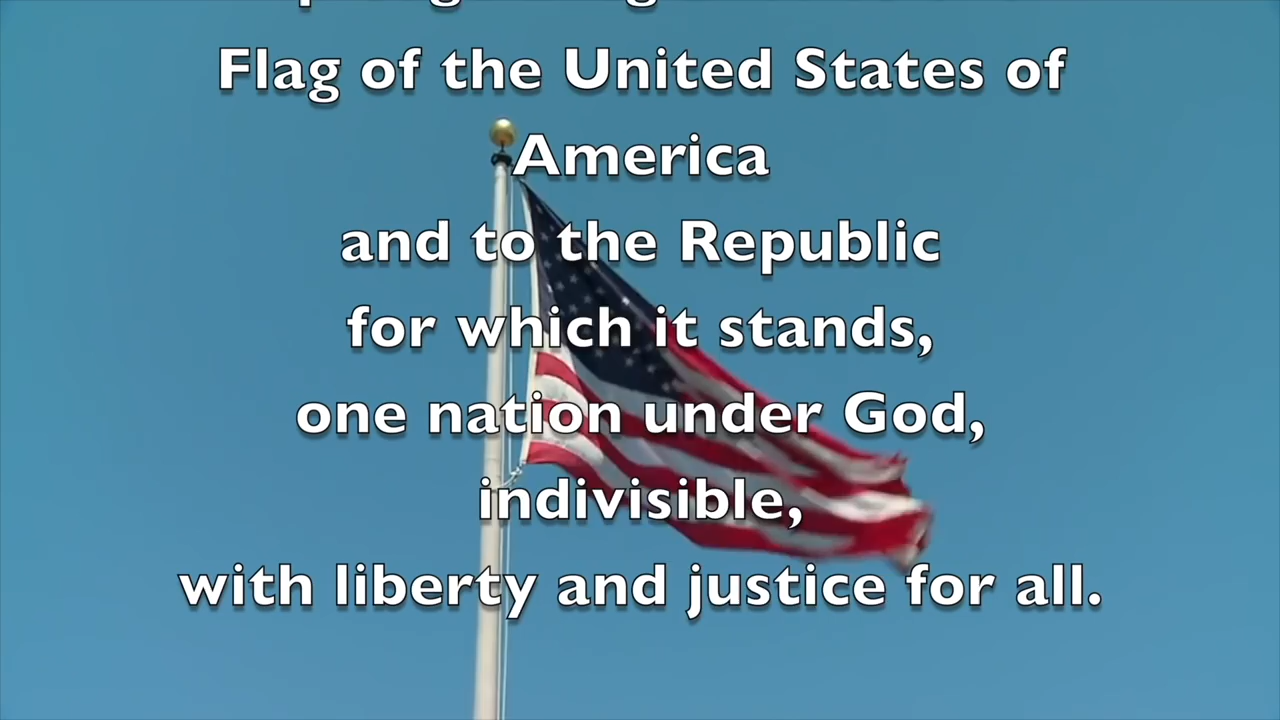 Flag of the United States of
America
and to the Republic
for which it stands,
one nation under God,
indivisible,
with liberty and justice for all.